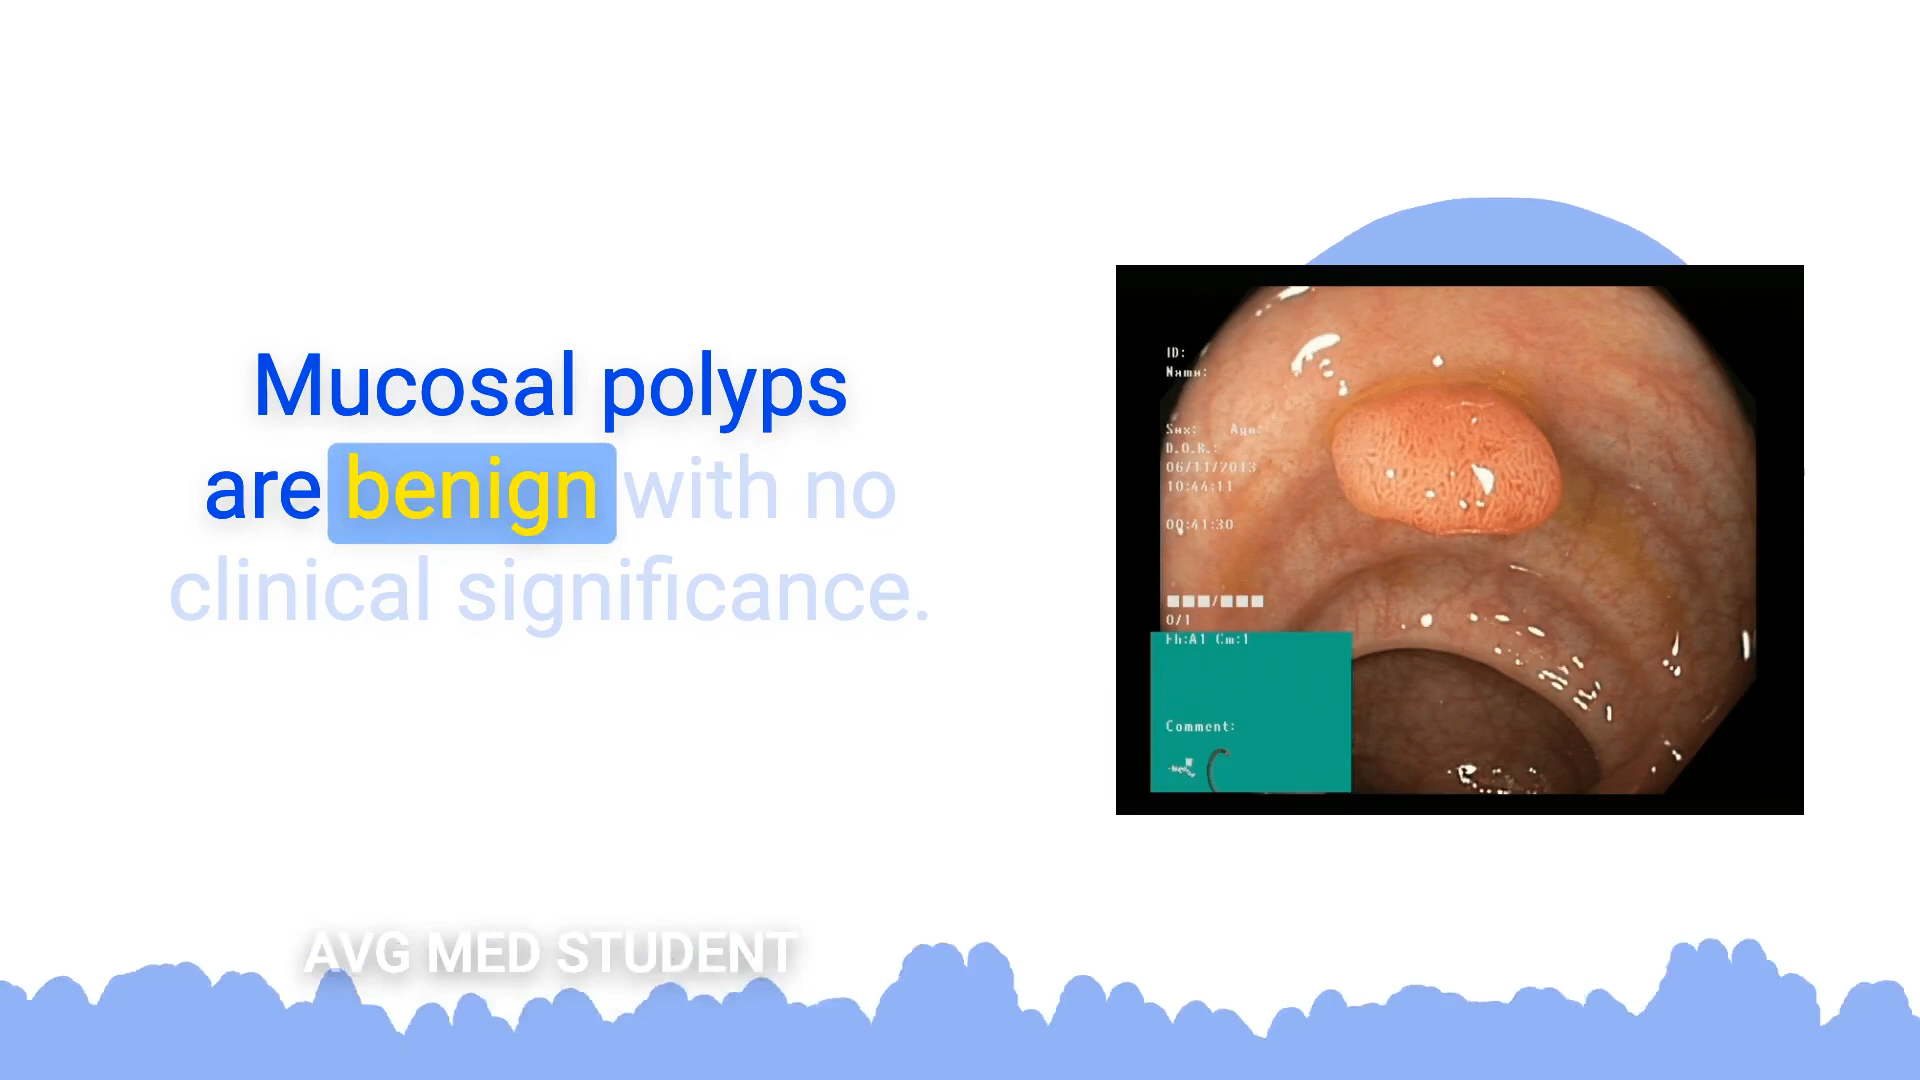 Mucosal polyps
are benign with no
clinical significance.
ID:
Name:
Sex: Age:
D.O.B.:
06/11/2013
10:44:11
00:41:30
■■■/■■■
0/1
Eh:A1 Cm:1
Comment:
AVG MED STUDENT